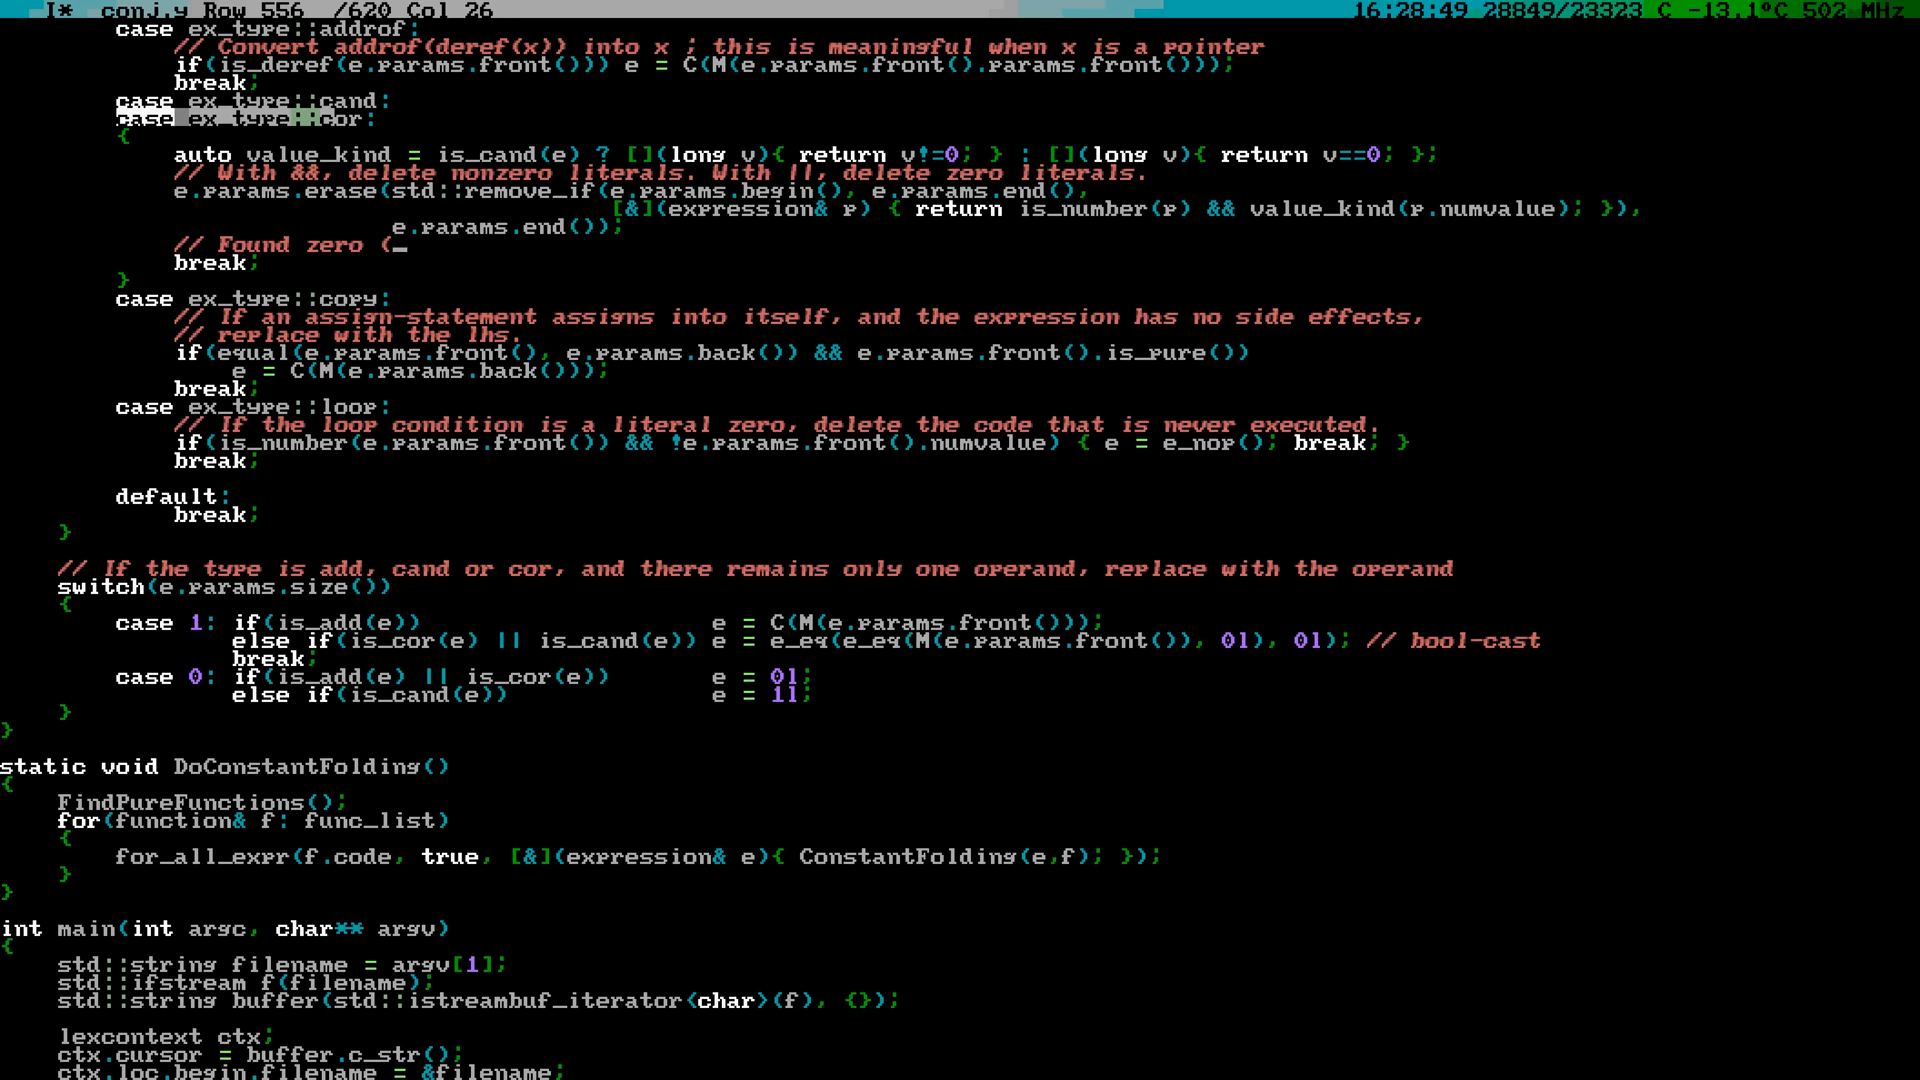 I*  conj.y Row 556  /620 Col 26 16:28:49 28849/23323 C -13.1°C 502 MHz
case ex_type::addrof:
// Convert addrof(deref(x)) into x ; this is meaningful when x is a pointer
if(is_deref(e.params.front())) e = C(M(e.params.front().params.front()));
break;
case ex_type::cand:
case ex_type::cor:
{
auto value_kind = is_cand(e) ? [](long v){ return v!=0; } : [](long v){ return v==0; };
// With &&, delete nonzero literals. With ||, delete zero literals.
e.params.erase(std::remove_if(e.params.begin(), e.params.end(),
[&](expression& p) { return is_number(p) && value_kind(p.numvalue); }),
e.params.end());
// Found zero (_
break;
}
case ex_type::copy:
// If an assign-statement assigns into itself, and the expression has no side effects,
// replace with the lhs.
if(equal(e.params.front(), e.params.back()) && e.params.front().is_pure())
e = C(M(e.params.back()));
break;
case ex_type::loop:
// If the loop condition is a literal zero, delete the code that is never executed.
if(is_number(e.params.front()) && !e.params.front().numvalue) { e = e_nop(); break; }
break;
default:
break;
}
// If the type is add, cand or cor, and there remains only one operand, replace with the operand
switch(e.params.size())
{
case 1: if(is_add(e)) e = C(M(e.params.front()));
else if(is_cor(e) || is_cand(e)) e = e_eq(e_eq(M(e.params.front()), 0l), 0l); // bool-cast
break;
case 0: if(is_add(e) || is_cor(e)) e = 0l;
else if(is_cand(e)) e = 1l;
}
}
static void DoConstantFolding()
{
FindPureFunctions();
for(function& f: func_list)
{
for_all_expr(f.code, true, [&](expression& e){ ConstantFolding(e,f); });
}
}
int main(int argc, char** argv)
{
std::string filename = argv[1];
std::ifstream f(filename);
std::string buffer(std::istreambuf_iterator<char>(f), {});
lexcontext ctx;
ctx.cursor = buffer.c_str();
ctx.loc.begin.filename = &filename;